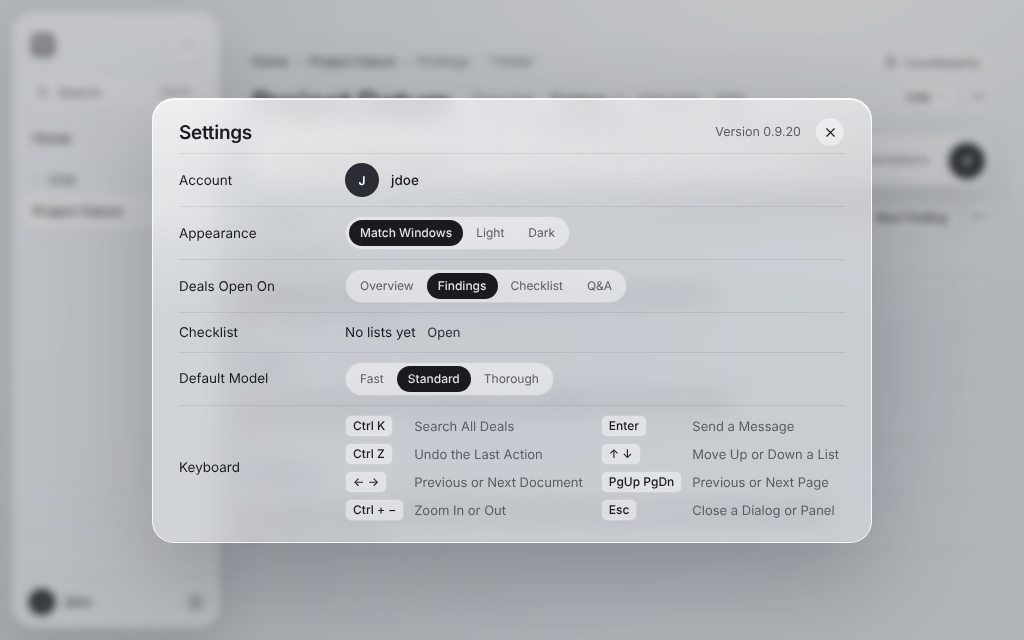 Settings
Version 0.9.20
Account
J
jdoe
Appearance
Match Windows Light Dark
Deals Open On
Overview Findings Checklist Q&A
Checklist
No lists yet Open
Default Model
Fast Standard Thorough
Keyboard
Ctrl K Search All Deals
Enter Send a Message
Ctrl Z Undo the Last Action
↑ ↓ Move Up or Down a List
← → Previous or Next Document
PgUp PgDn Previous or Next Page
Ctrl + − Zoom In or Out
Esc Close a Dialog or Panel